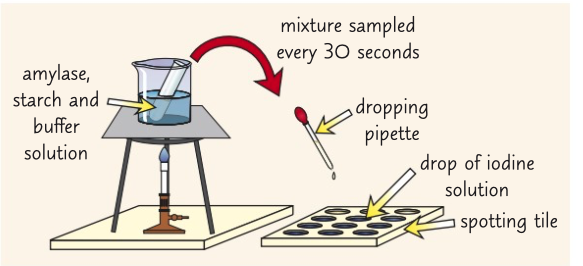 mixture sampled
every 30 seconds
amylase,
starch and
buffer
solution
dropping
pipette
drop of iodine
solution
spotting tile